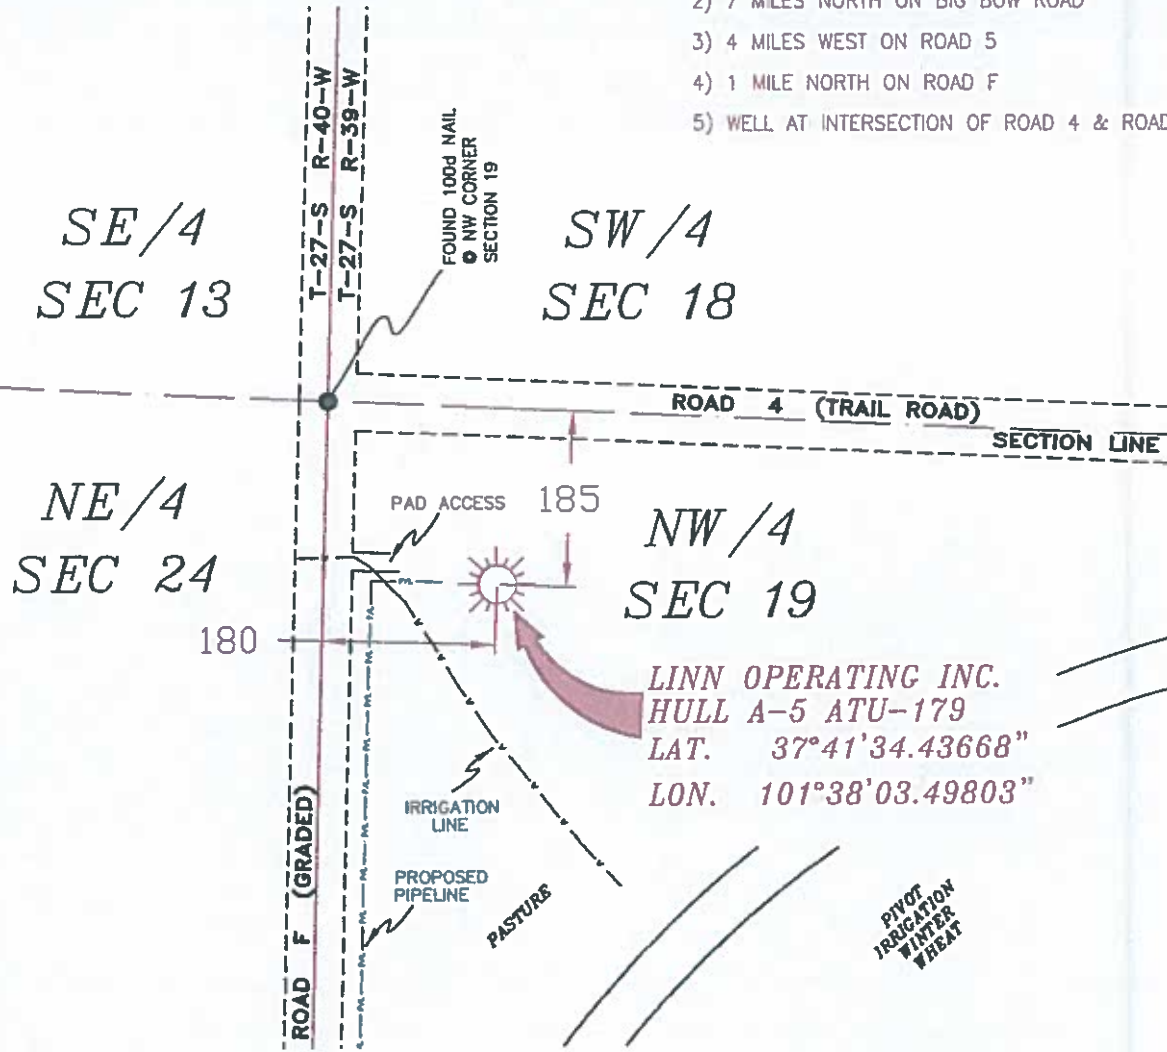 2) 7 MILES NORTH ON BIG BOW ROAD
3) 4 MILES WEST ON ROAD 5
4) 1 MILE NORTH ON ROAD F
5) WELL AT INTERSECTION OF ROAD 4 & ROAD
T-27-S R-40-W
T-27-S R-39-W
FOUND 100d NAIL
@ NW CORNER
SECTION 19
SE/4
SEC 13
SW/4
SEC 18
ROAD 4 (TRAIL ROAD)
SECTION LINE
NE/4
SEC 24
PAD ACCESS
185
NW/4
SEC 19
180
LINN OPERATING INC.
HULL A-5 ATU-179
LAT. 37°41'34.43668"
LON. 101°38'03.49803"
IRRIGATION
LINE
PROPOSED
PIPELINE
ROAD F (GRADED)
PASTURE
PIVOT
IRRIGATION
WINTER
WHEAT